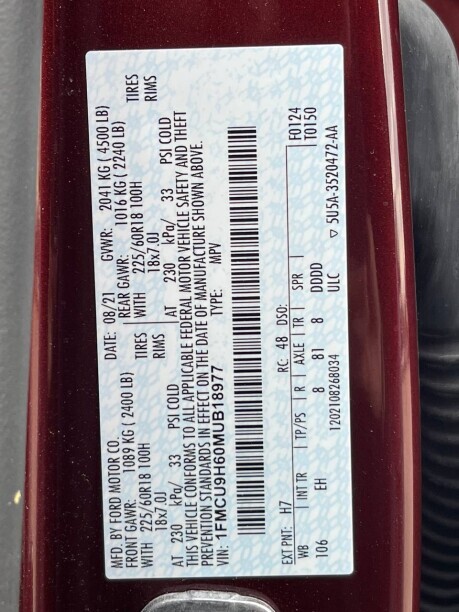 MFD. BY FORD MOTOR CO.
DATE: 08/21 GVWR: 2041 KG ( 4500 LB)
FRONT GAWR: 1089 KG ( 2400 LB) REAR GAWR: 1016 KG ( 2240 LB)
WITH 225/60R18 100H TIRES WITH 225/60R18 100H TIRES
18x7.0J RIMS 18x7.0J RIMS
AT 230 kPa/ 33 PSI COLD AT 230 kPa/ 33 PSI COLD
THIS VEHICLE CONFORMS TO ALL APPLICABLE FEDERAL MOTOR VEHICLE SAFETY AND THEFT
PREVENTION STANDARDS IN EFFECT ON THE DATE OF MANUFACTURE SHOWN ABOVE.
VIN: 1FMCU9H60MUB18977 TYPE: MPV
F0124
T0150
EXT PNT: H7 RC: 48 DSO:
WB INT TR TP/PS R AXLE TR SPR
106 EH 8 81 8 DDDD
1202108268034 ULC ▽ 5U5A-3520472-AA